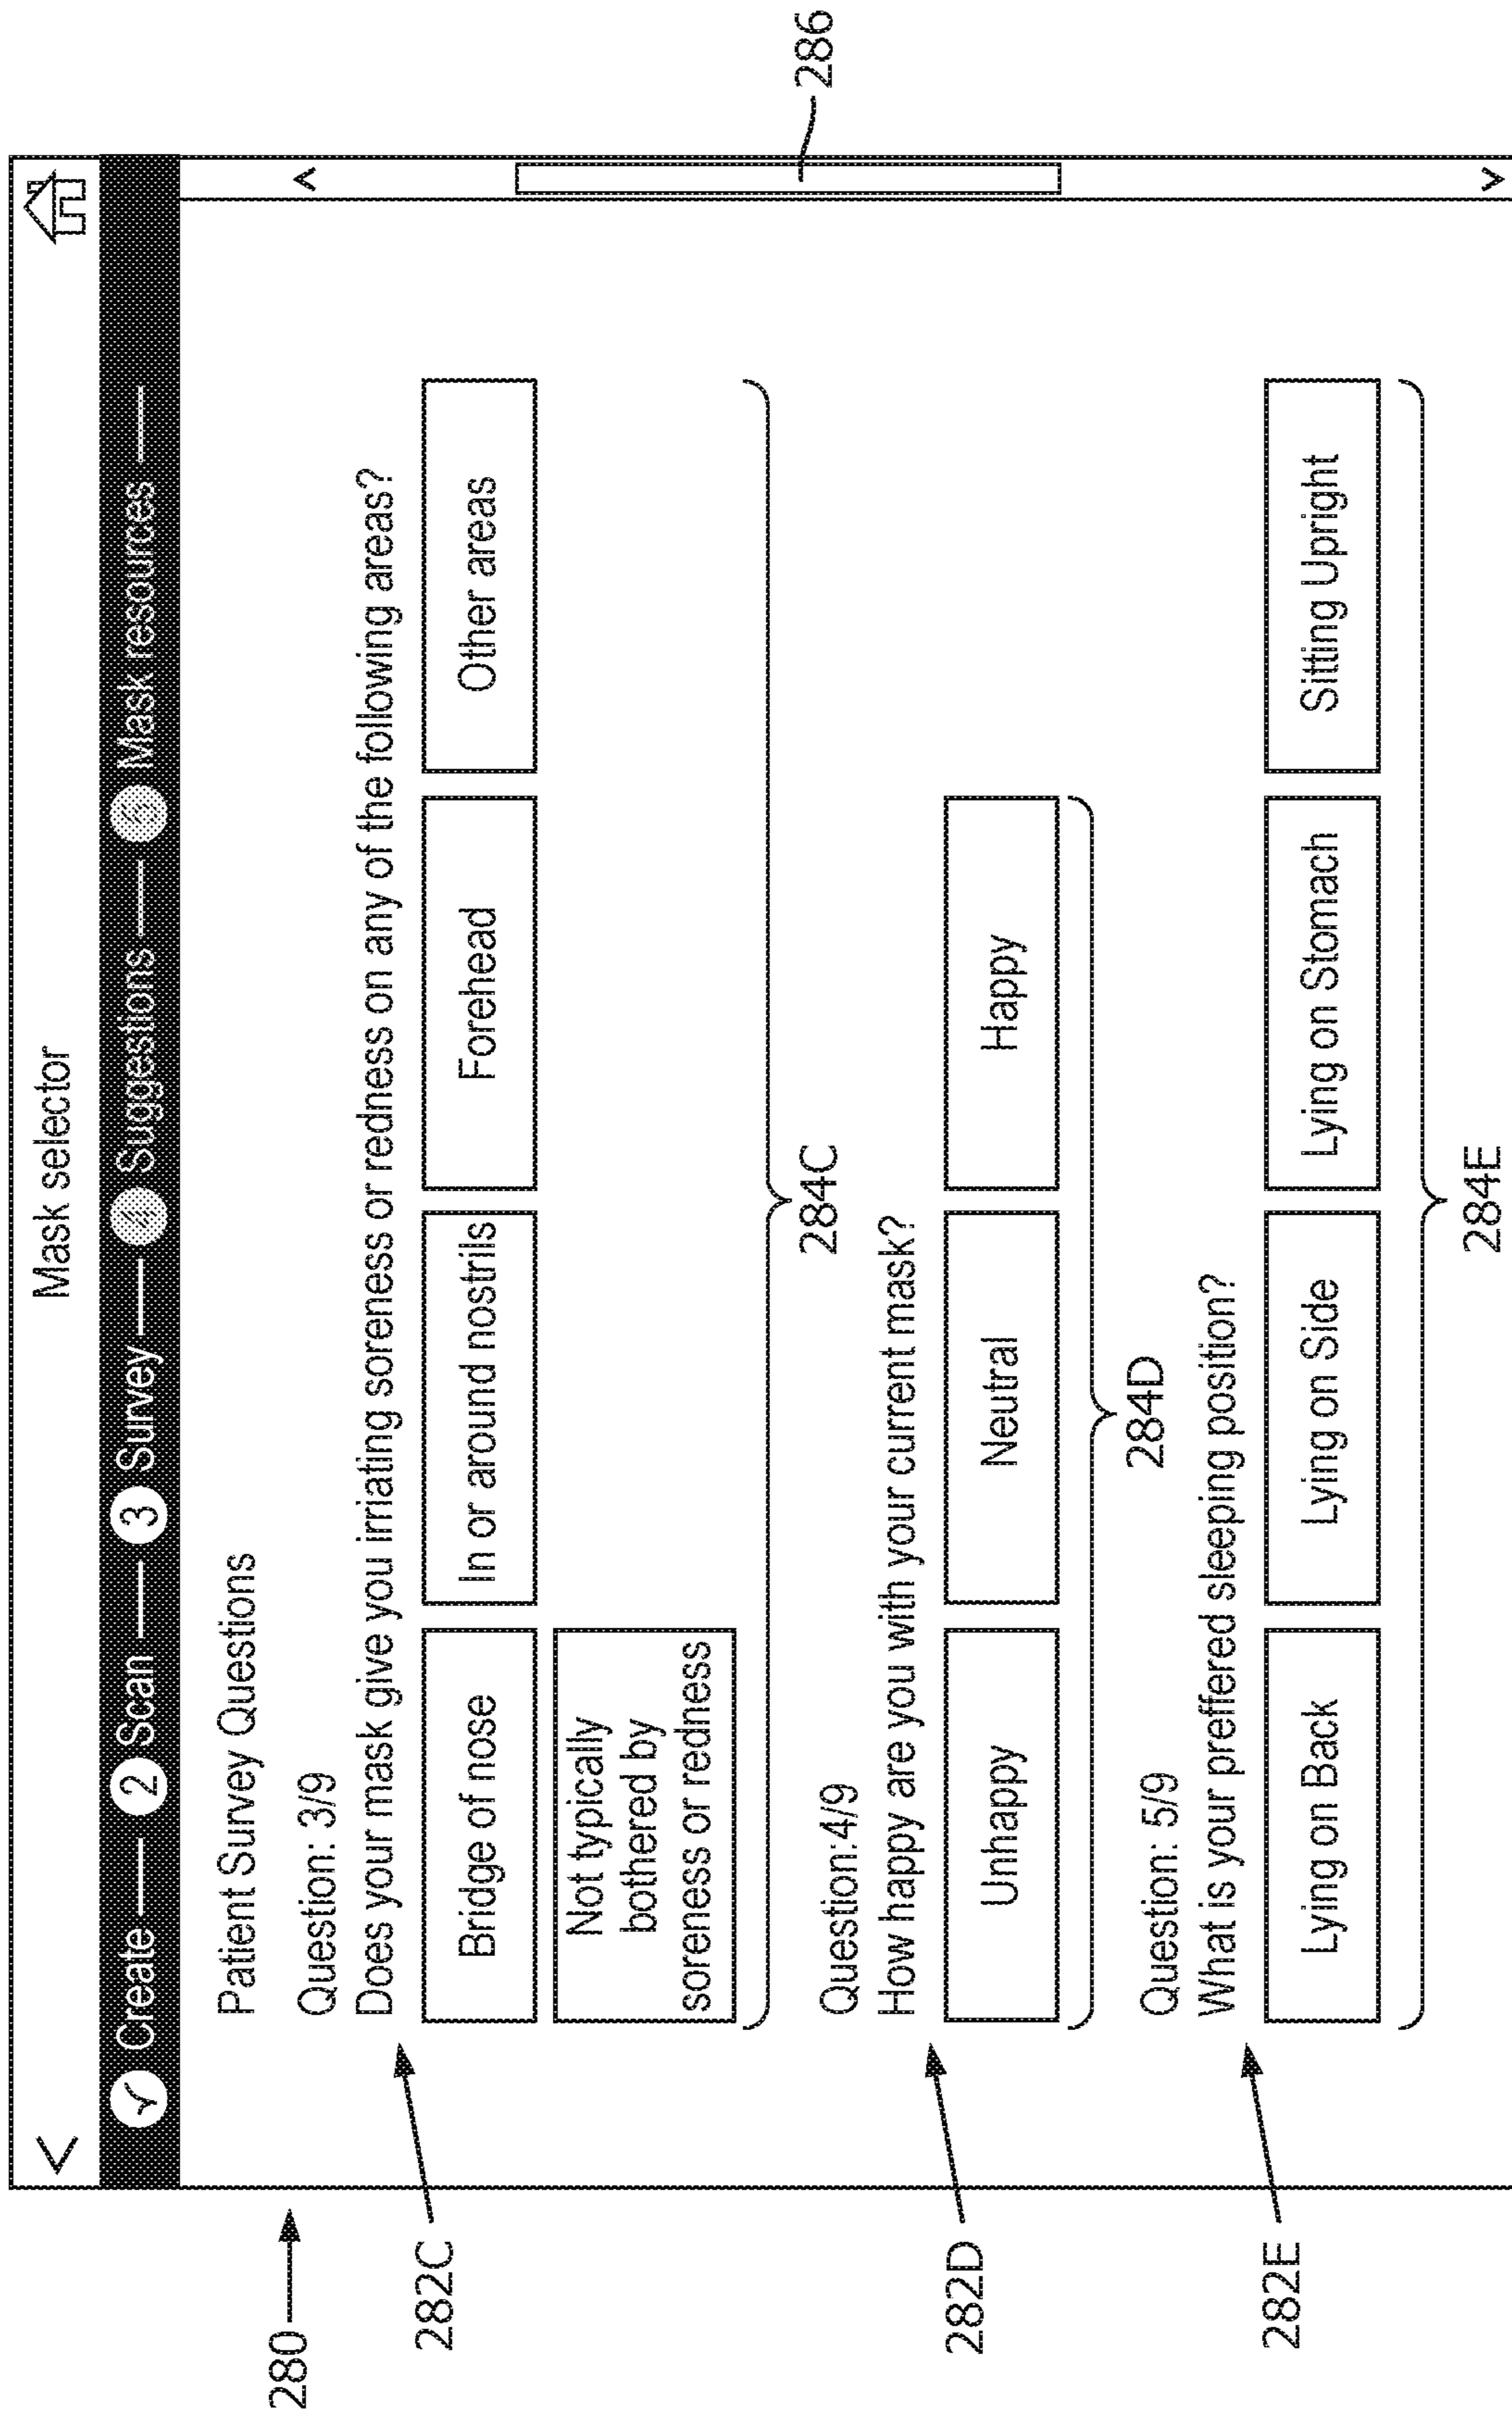 Mask selector
✓ Create — 2 Scan — 3 Survey — Suggestions — Mask resources —
280
Patient Survey Questions
Question: 3/9
282C
Does your mask give you irriating soreness or redness on any of the following areas?
Bridge of nose
In or around nostrils
Forehead
Other areas
Not typically
bothered by
soreness or redness
284C
286
Question:4/9
282D
How happy are you with your current mask?
Unhappy
Neutral
Happy
284D
Question: 5/9
282E
What is your preffered sleeping position?
Lying on Back
Lying on Side
Lying on Stomach
Sitting Upright
284E